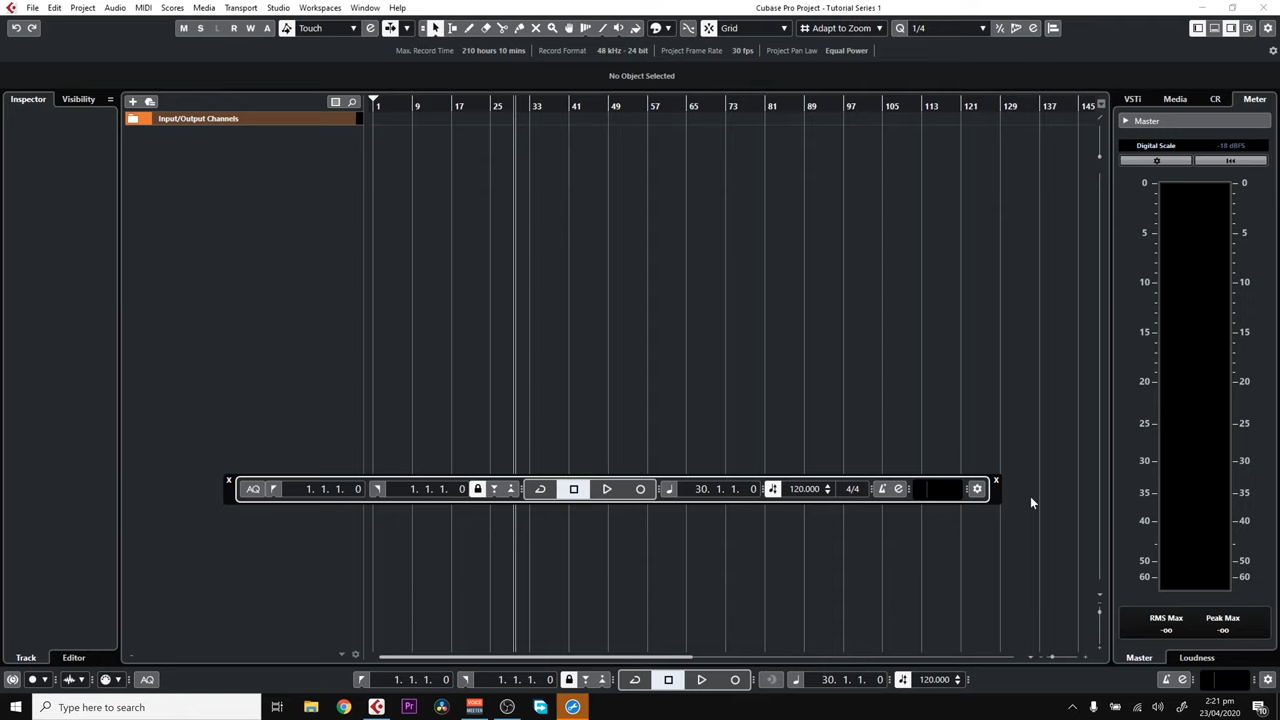 Cubase Pro Project - Tutorial Series 1
File Edit Project Audio MIDI Scores Media Transport Studio Workspaces Window Help
M S L R W A Touch Grid Adapt to Zoom Q 1/4
Max. Record Time 210 hours 10 mins Record Format 48 kHz - 24 bit Project Frame Rate 30 fps Project Pan Law Equal Power
No Object Selected
Inspector Visibility
1 9 17 25 33 41 49 57 65 73 81 89 97 105 113 121 129 137 145
VSTi Media CR Meter
Input/Output Channels
Master
Digital Scale -18 dBFS
0 0
5 5
10 10
15 15
20 20
25 25
30 30
35 35
40 40
50 50
60 60
x x
AQ 1. 1. 1. 0 1. 1. 1. 0 30. 1. 1. 0 120.000 4/4
RMS Max Peak Max
-oo -oo
Track Editor
Master Loudness
AQ 1. 1. 1. 0 1. 1. 1. 0 30. 1. 1. 0 120.000
Type here to search
Pr
VOICE MEETER
2:21 pm
23/04/2020